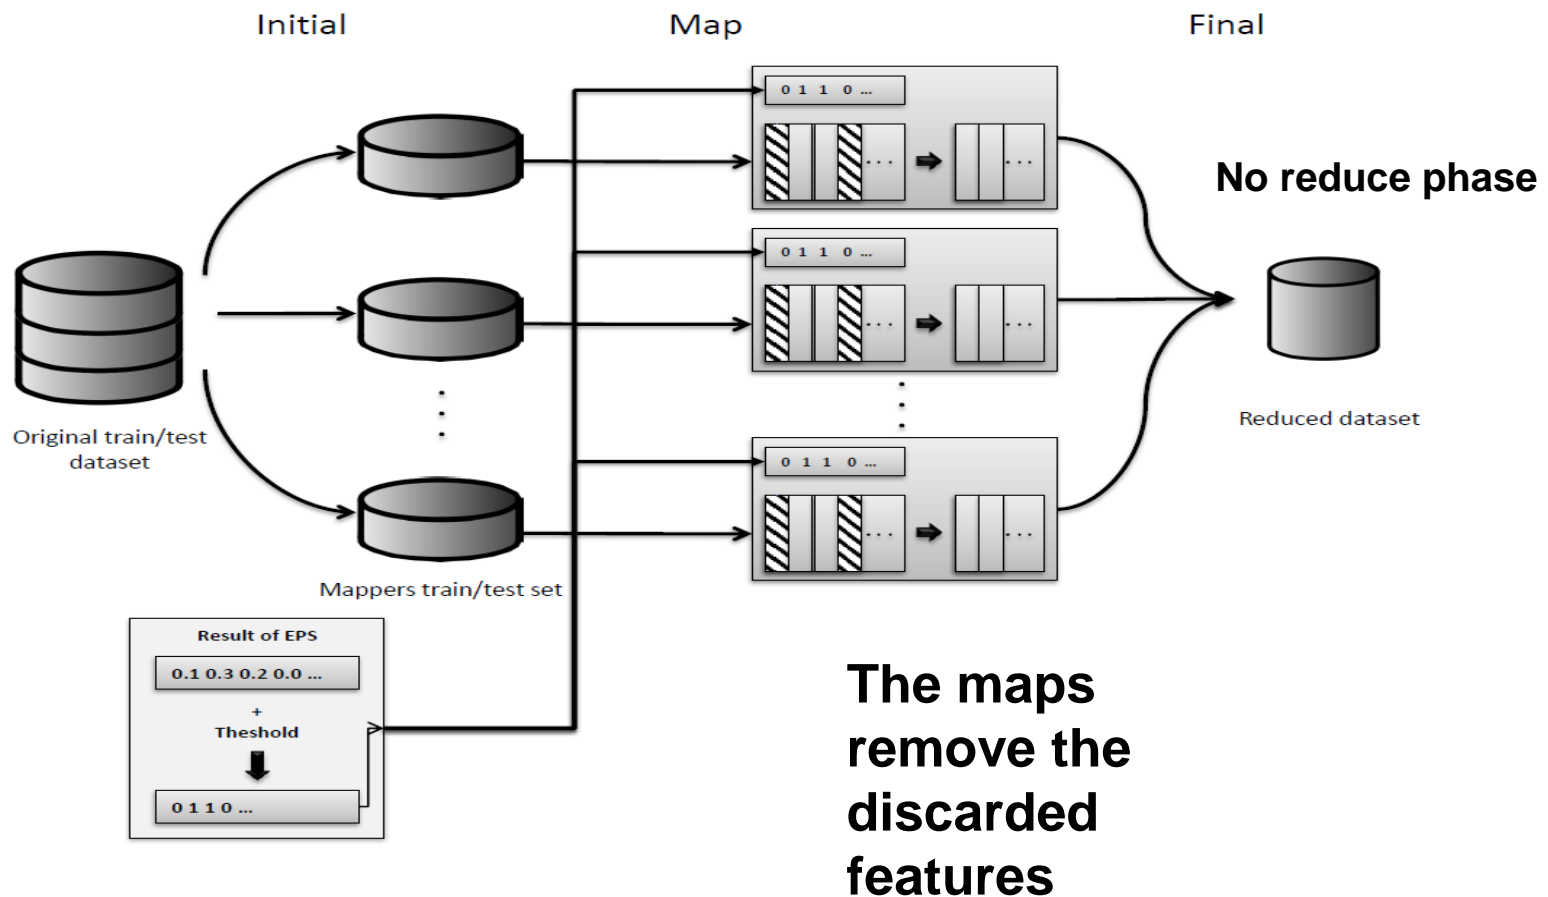 Initial
Map
Final
0 1 1 0 ...
...
...
No reduce phase
0 1 1 0 ...
...
...
Original train/test
dataset
Reduced dataset
0 1 1 0 ...
...
...
Mappers train/test set
Result of EPS
0.1 0.3 0.2 0.0 ...
+
Theshold
0 1 1 0 ...
The maps
remove the
discarded
features